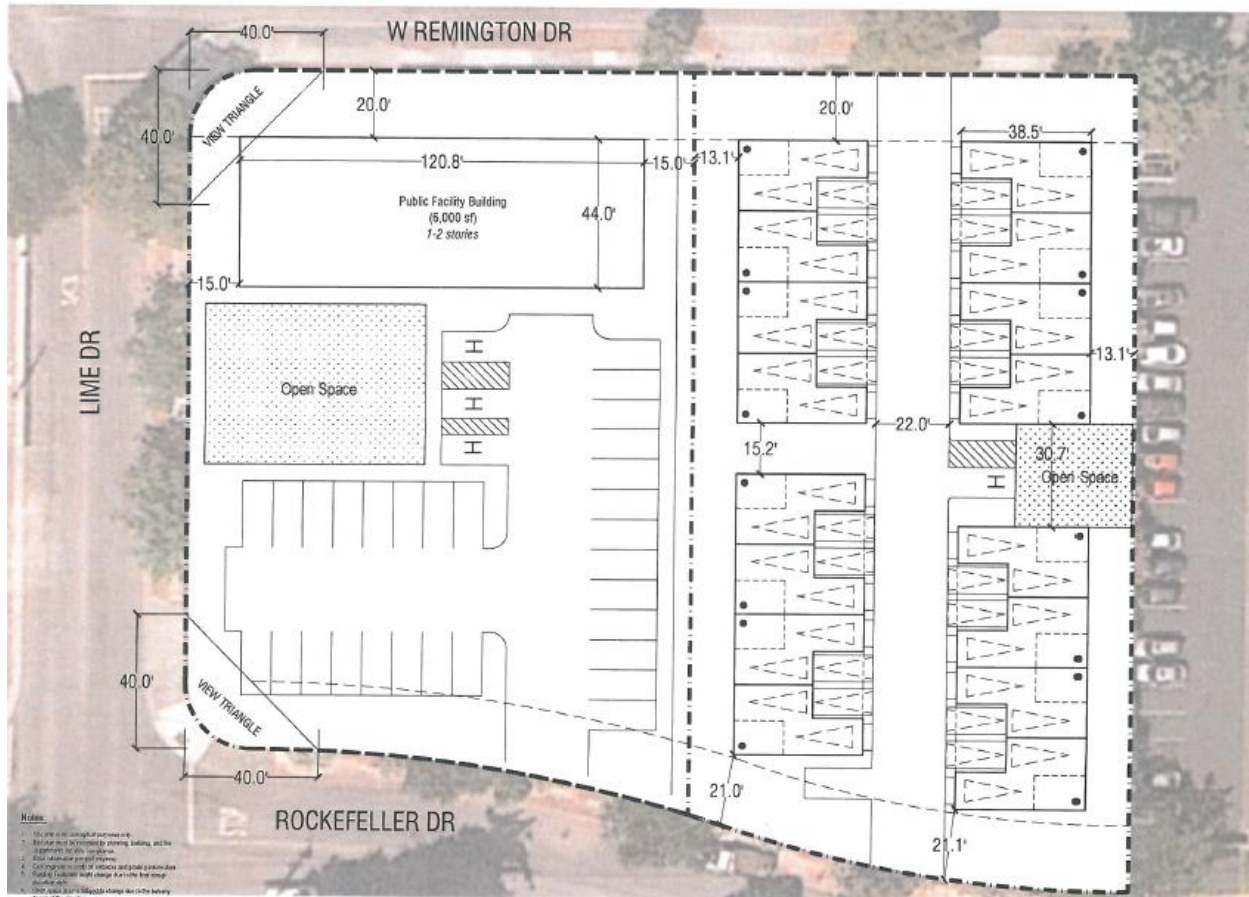 W REMINGTON DR
40.0'
40.0'
VIEW TRIANGLE
20.0'
20.0'
38.5'
120.8'
15.0'
13.1'
Public Facility Building
(6,000 sf)
1-2 stories
44.0'
15.0'
LIME DR
Open Space
H
H
H
13.1'
22.0'
15.2'
30.7'
Open Space
H
40.0'
VIEW TRIANGLE
40.0'
21.0'
21.1'
ROCKEFELLER DR
Notes: